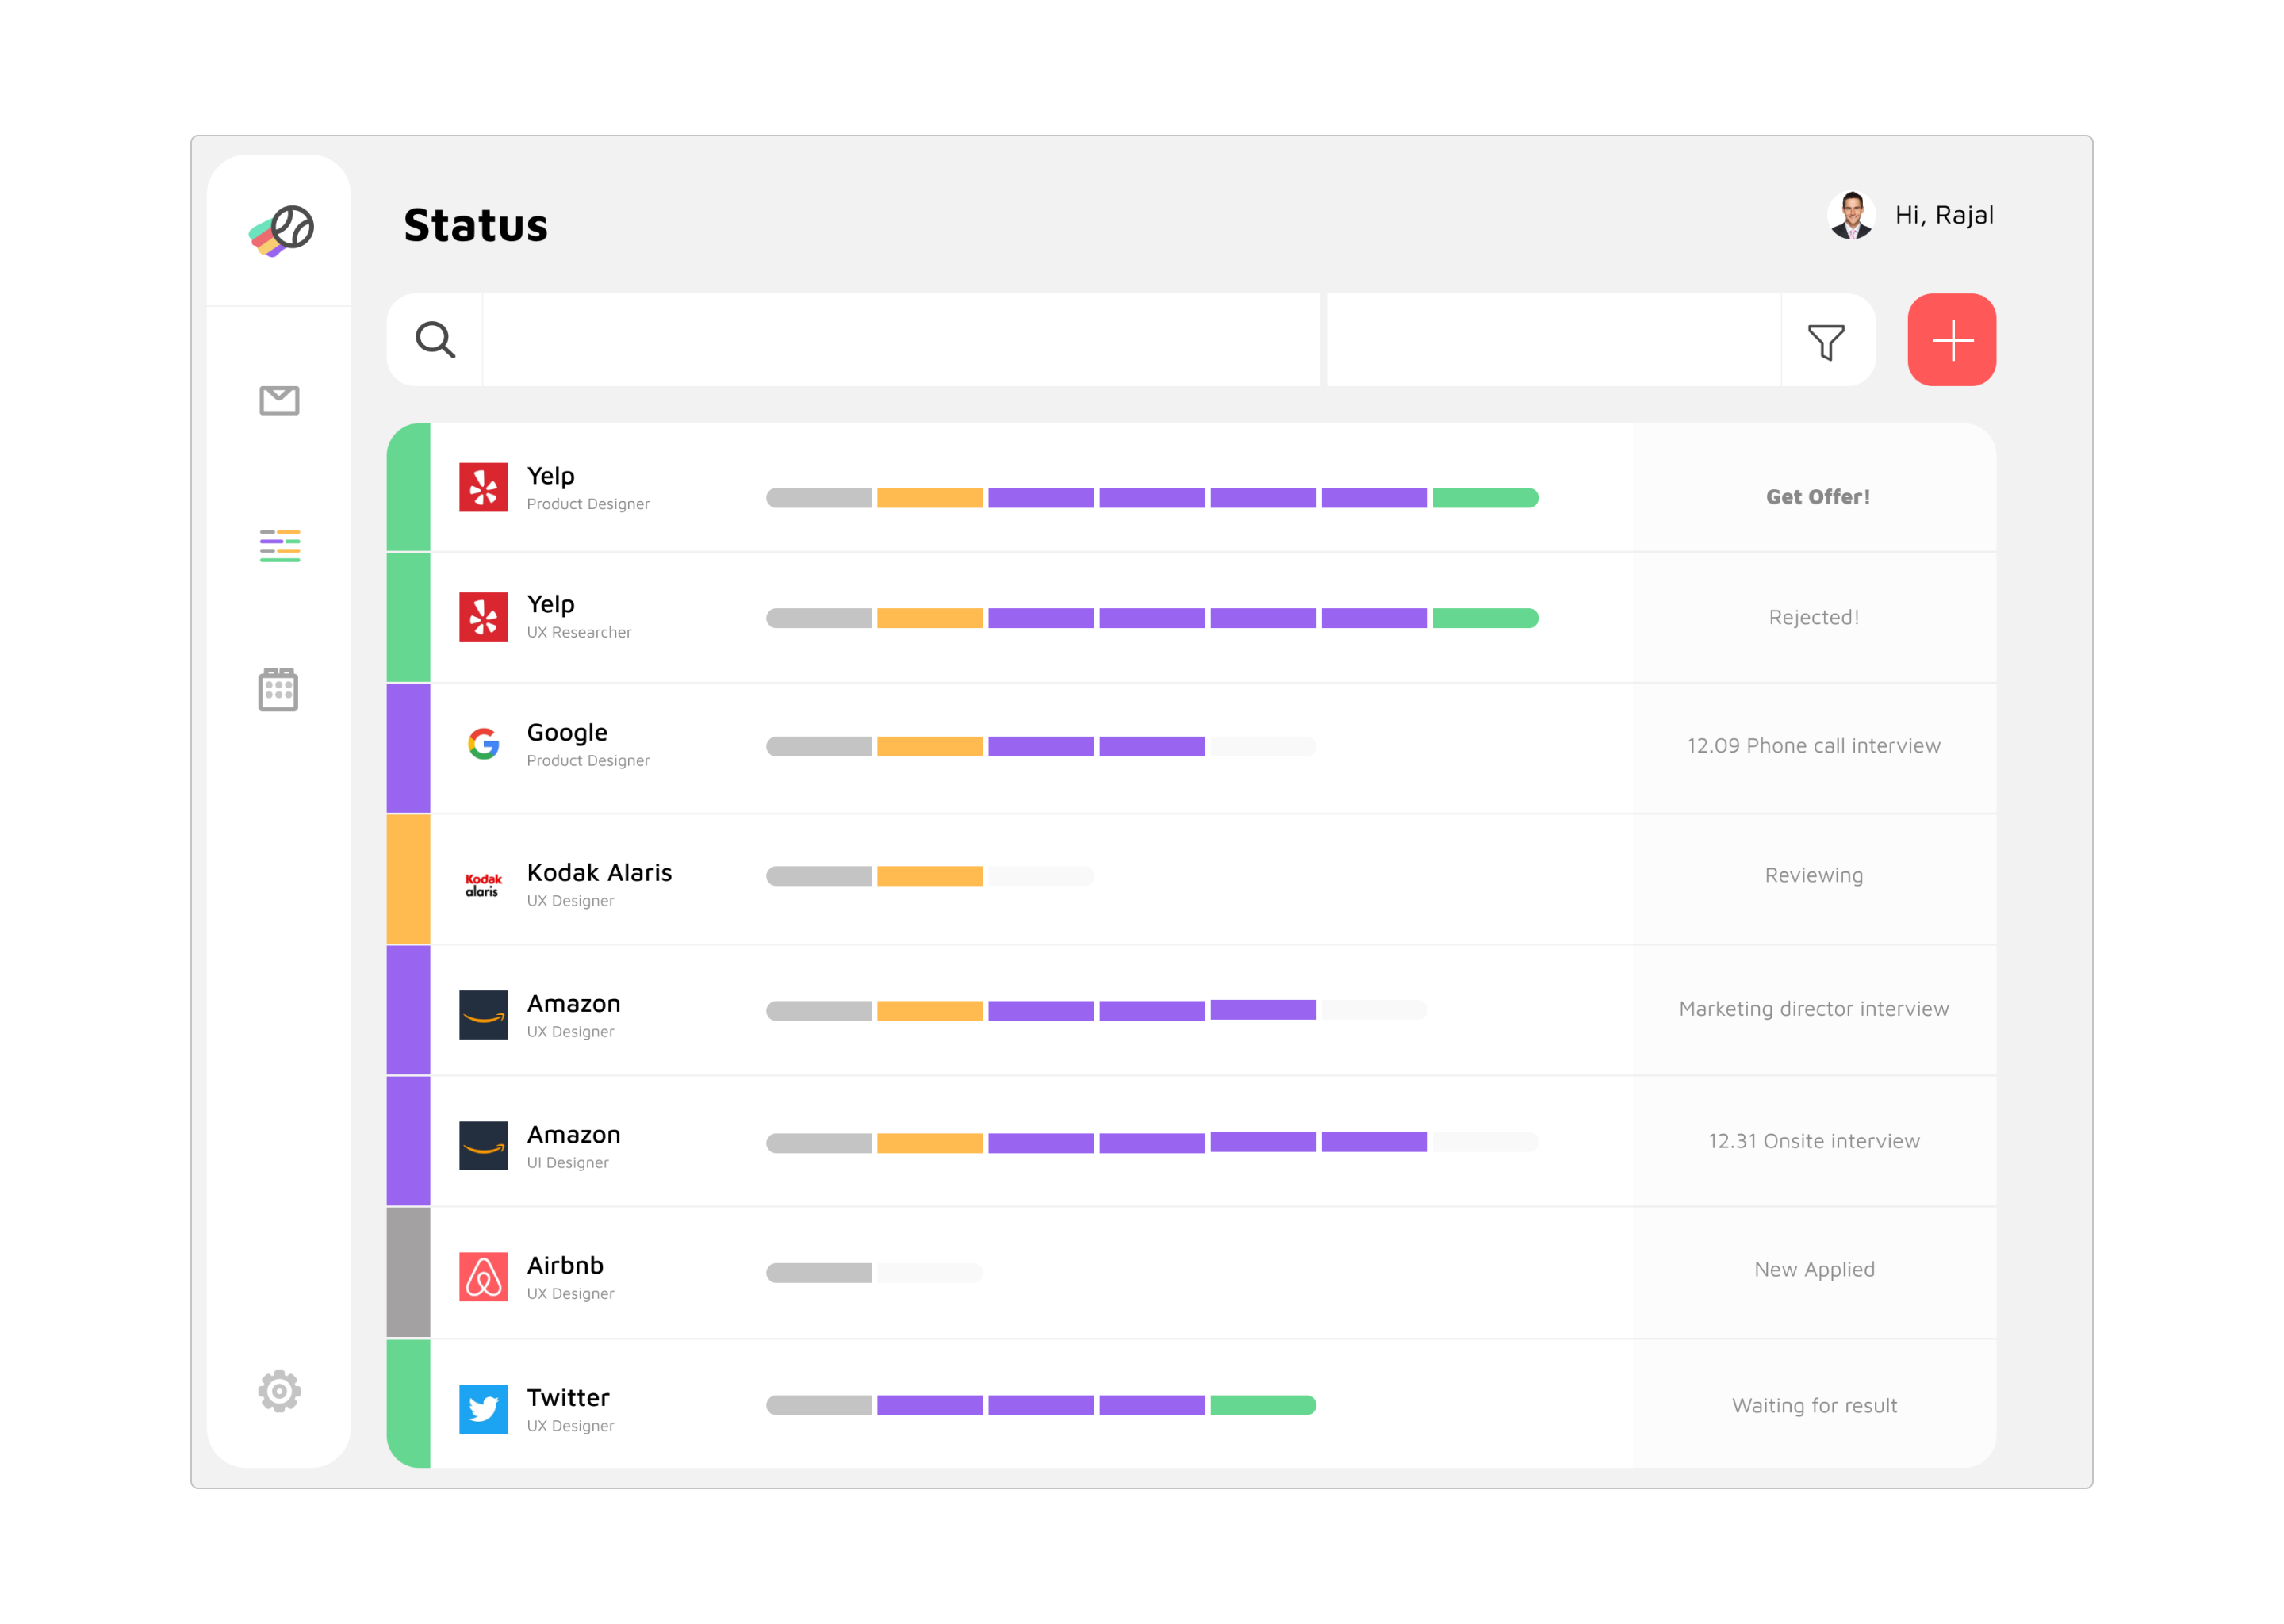 Status
Hi, Rajal
Yelp
Product Designer
Get Offer!
Yelp
UX Researcher
Rejected!
Google
Product Designer
12.09 Phone call interview
Kodak
alaris
Kodak Alaris
UX Designer
Reviewing
Amazon
UX Designer
Marketing director interview
Amazon
UI Designer
12.31 Onsite interview
Airbnb
UX Designer
New Applied
Twitter
UX Designer
Waiting for result